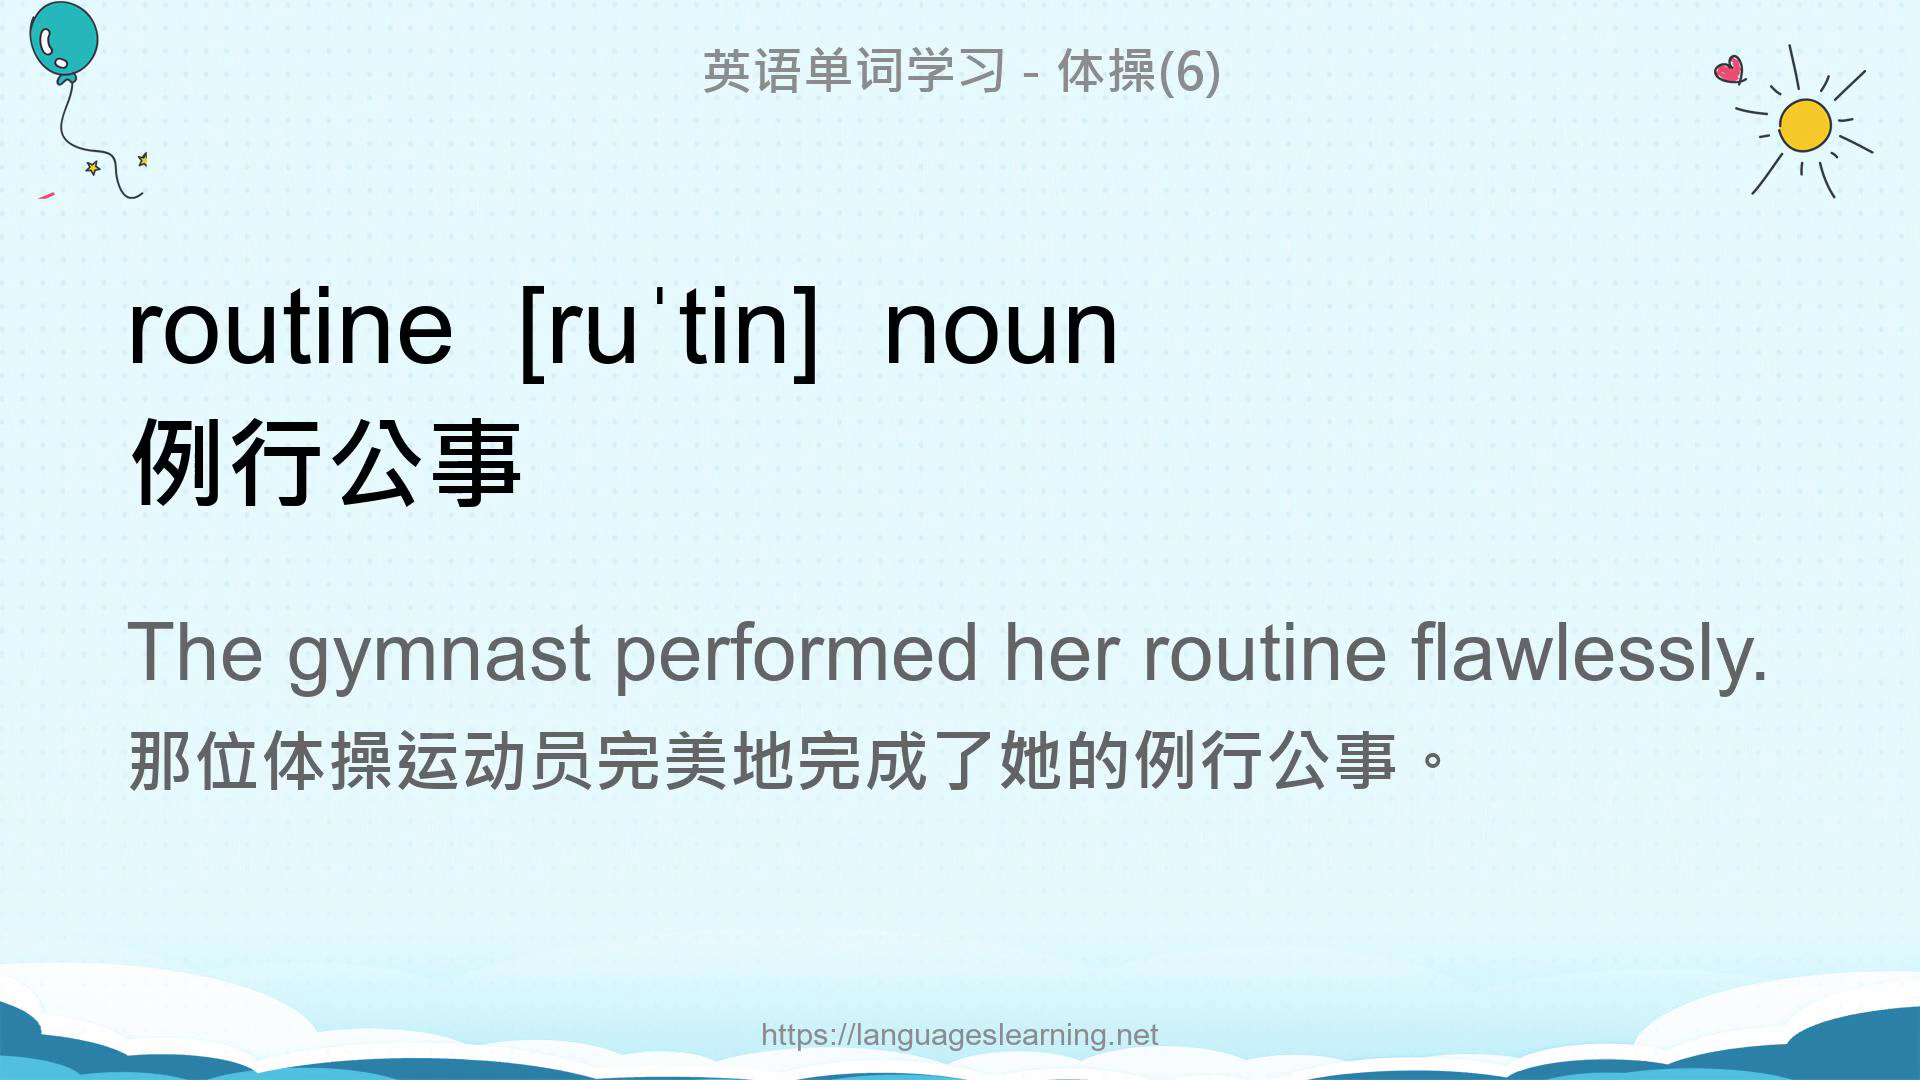 英语单词学习 - 体操(6)
routine [ruˈtin] noun
例行公事
The gymnast performed her routine flawlessly.
那位体操运动员完美地完成了她的例行公事。
https://languageslearning.net